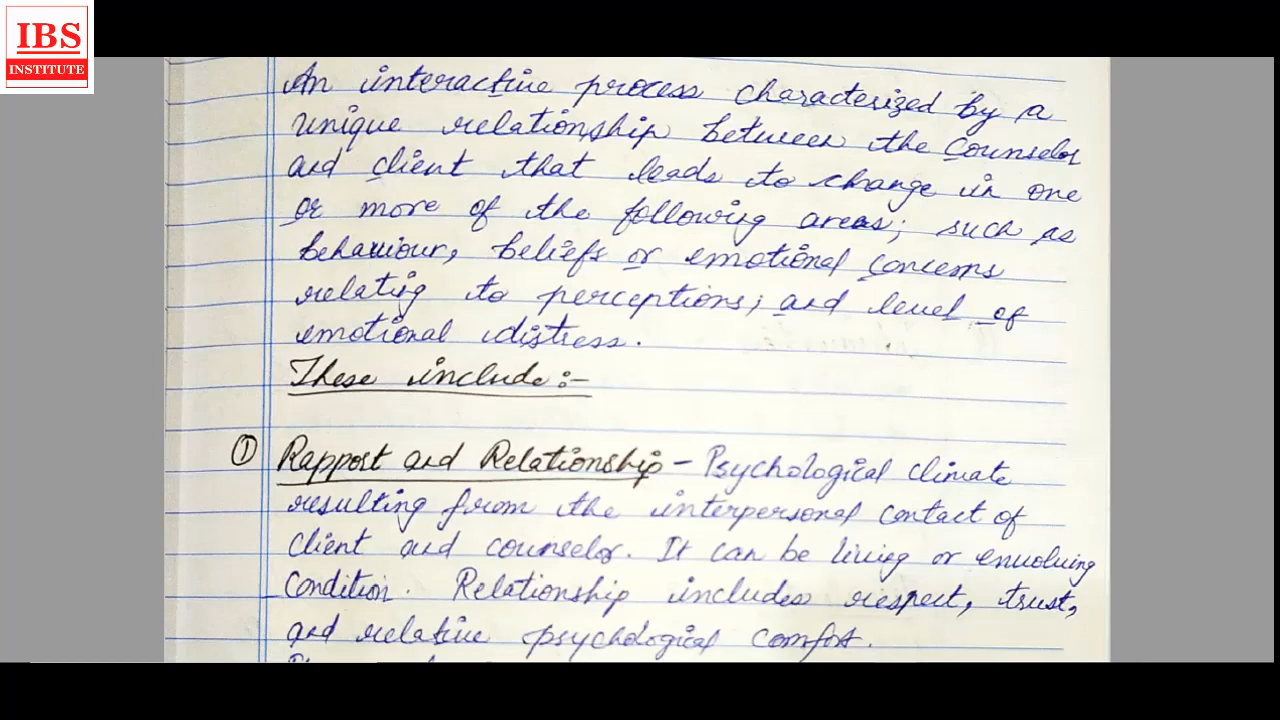 IBS
INSTITUTE
An interactive process characterized by a
unique relationship between the Counselor
and client that leads to change in one
or more of the following areas; such as
behaviour, beliefs or emotional concerns
relating to perceptions; and level of
emotional distress.
These include:-
① Rapport and Relationship - Psychological climate
resulting from the interpersonal contact of
client and counselor. It can be living or envolving
Condition. Relationship includes respect, trust,
and relative psychological comfort.